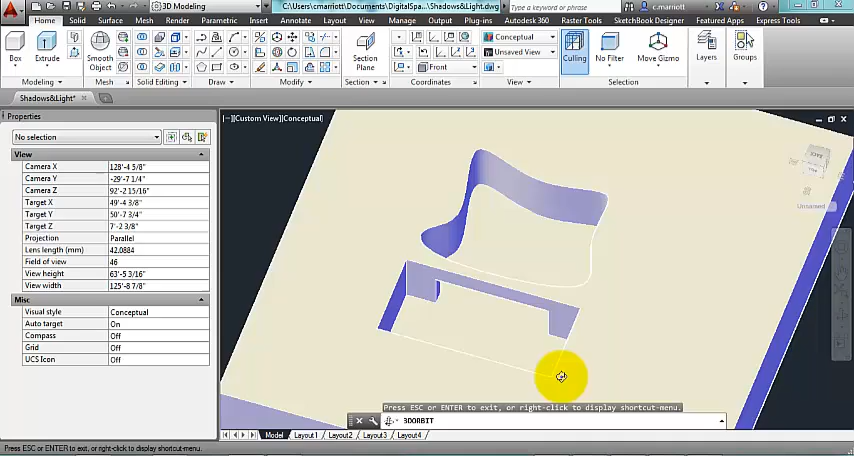 3D Modeling
C:\Users\cmarriott\Documents\DigitalSpa...\Shadows&Light.dwg
Type a keyword or phrase
c.marriott
Home Solid Surface Mesh Render Parametric Insert Annotate Layout View Manage Output Plug-ins Autodesk 360 Raster Tools SketchBook Designer Featured Apps Express Tools
Box Extrude Smooth Object Section Plane Culling No Filter Move Gizmo Layers Groups
Conceptual
Unsaved View
Front
Modeling Mesh Solid Editing Draw Modify Section Coordinates View Selection
Shadows&Light*
Properties
No selection
View
Camera X 128'-4 5/8"
Camera Y -29'-7 1/4"
Camera Z 92'-2 15/16"
Target X 49'-4 3/8"
Target Y 50'-7 3/4"
Target Z 7'-2 3/8"
Projection Parallel
Lens length (mm) 42.0884
Field of view 46
View height 63'-5 3/16"
View width 125'-8 7/8"
Misc
Visual style Conceptual
Auto target On
Compass Off
Grid Off
UCS Icon Off
[−][Custom View][Conceptual]
BACK
Unnamed
Press ESC or ENTER to exit, or right-click to display shortcut-menu.
3DORBIT
Model Layout1 Layout2 Layout3 Layout4
Press ESC or ENTER to exit, or right-click to display shortcut-menu.